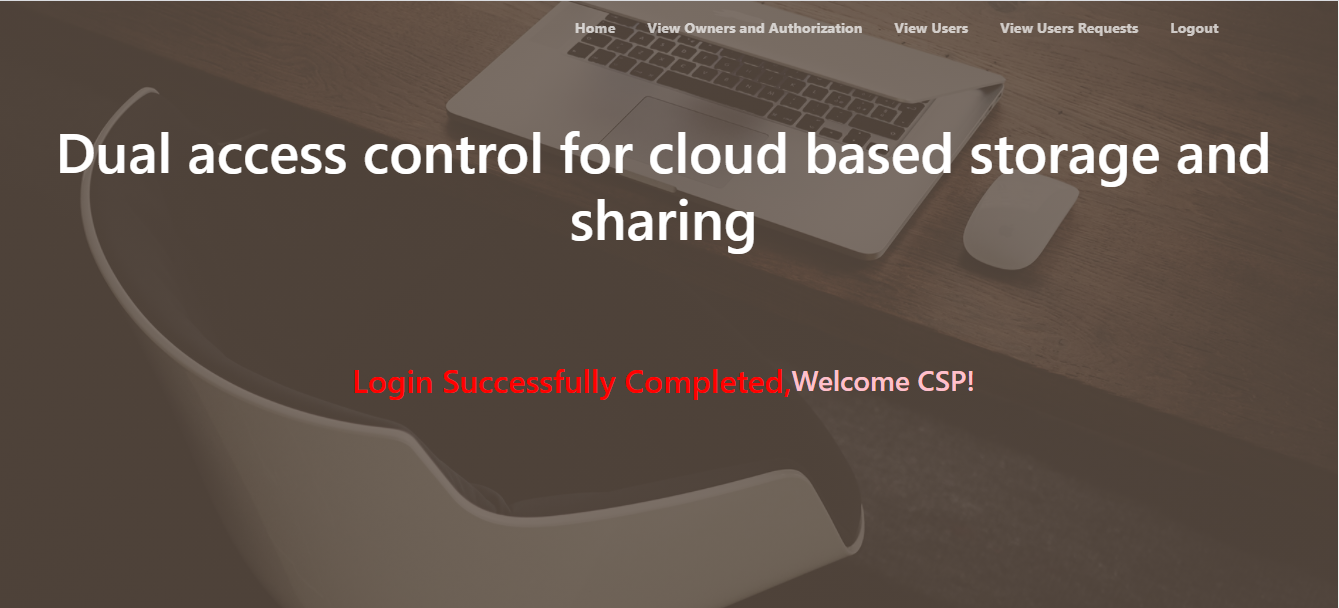 Home View Owners and Authorization View Users View Users Requests Logout
Dual access control for cloud based storage and
sharing
Login Successfully Completed,Welcome CSP!